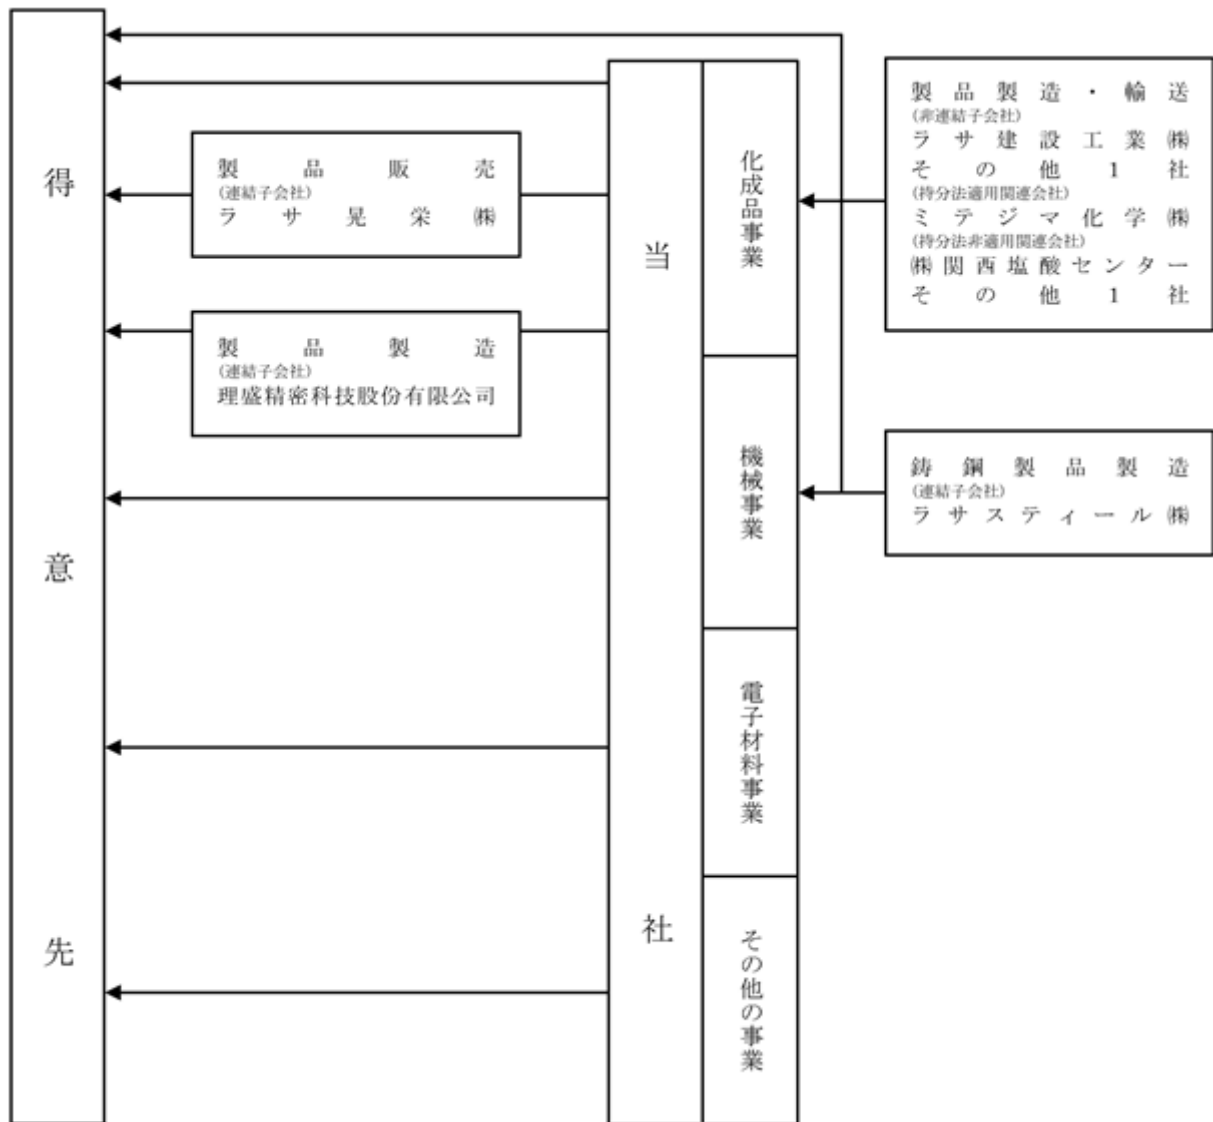 得意先
製品販売
(連結子会社)
ラサ晃栄㈱
製品製造
(連結子会社)
理盛精密科技股份有限公司
当社
化成品事業
機械事業
電子材料事業
その他の事業
製品製造・輸送
(非連結子会社)
ラサ建設工業㈱
その他1社
(持分法適用関連会社)
ミテジマ化学㈱
(持分法非適用関連会社)
㈱関西塩酸センター
その他1社
鋳鋼製品製造
(連結子会社)
ラサスティール㈱